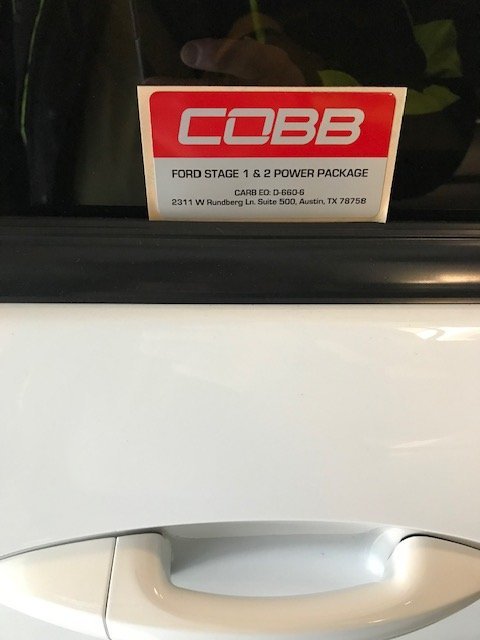 COBB
FORD STAGE 1 & 2 POWER PACKAGE
CARB EO: D-660-6
2311 W Rundberg Ln. Suite 500, Austin, TX 78758